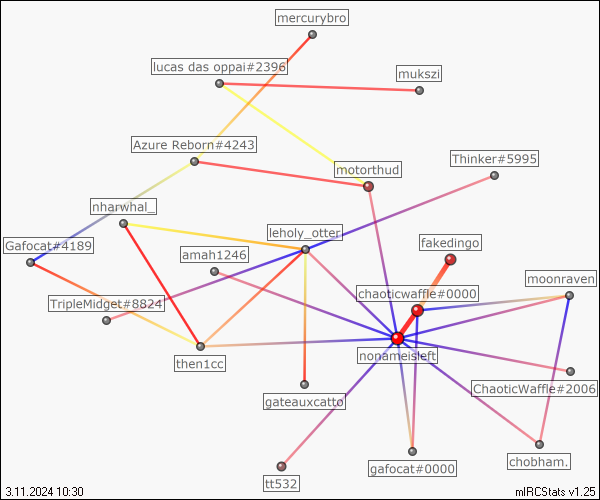 mercurybro
lucas das oppai#2396
mukszi
Azure Reborn#4243
Thinker#5995
motorthud
nharwhal_
leholy_otter
Gafocat#4189
amah1246
fakedingo
moonraven
chaoticwaffle#0000
TripleMidget#8824
nonameisleft
then1cc
ChaoticWaffle#2006
gateauxcatto
chobham.
gafocat#0000
tt532
3.11.2024 10:30
mIRCStats v1.25